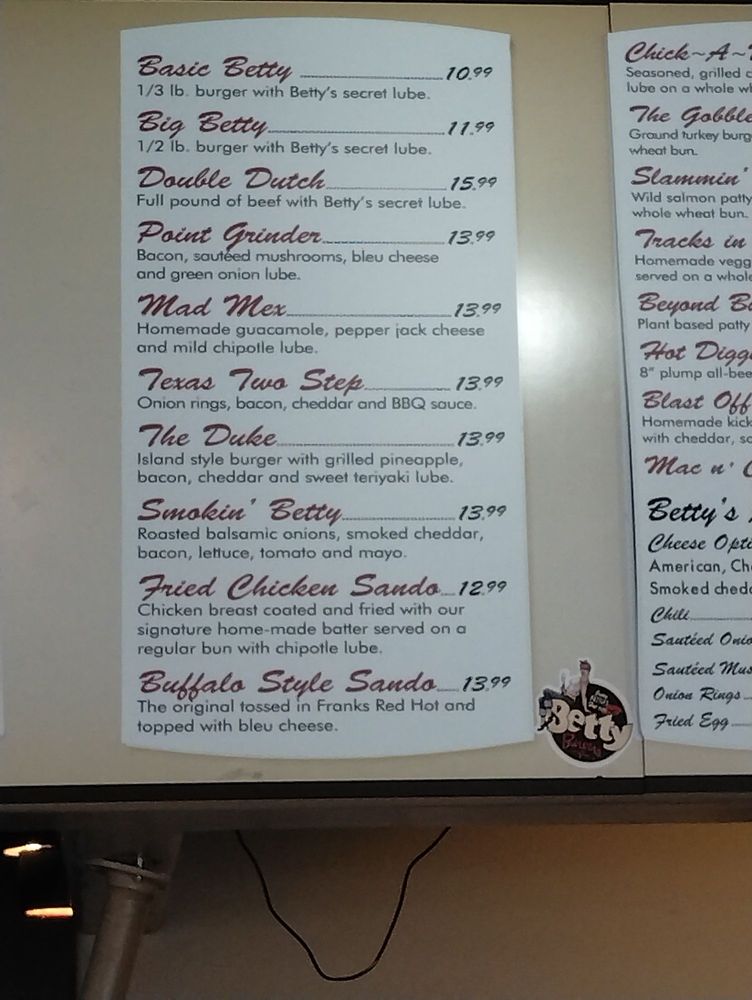 Basic Betty 10.99
1/3 lb. burger with Betty's secret lube.
Big Betty 11.99
1/2 lb. burger with Betty's secret lube.
Double Dutch 15.99
Full pound of beef with Betty's secret lube.
Point Grinder 13.99
Bacon, sautéed mushrooms, bleu cheese
and green onion lube.
Mad Mex 13.99
Homemade guacamole, pepper jack cheese
and mild chipotle lube.
Texas Two Step 13.99
Onion rings, bacon, cheddar and BBQ sauce.
The Duke 13.99
Island style burger with grilled pineapple,
bacon, cheddar and sweet teriyaki lube.
Smokin' Betty 13.99
Roasted balsamic onions, smoked cheddar,
bacon, lettuce, tomato and mayo.
Fried Chicken Sando 12.99
Chicken breast coated and fried with our
signature home-made batter served on a
regular bun with chipotle lube.
Buffalo Style Sando 13.99
The original tossed in Franks Red Hot and
topped with bleu cheese.
Betty
Chick~A~
Seasoned, grilled
lube on a whole
The
Ground turkey
wheat bun.
Slammin'
Wild salmon patty
whole wheat bun.
Tracks in
Homemade
served on a whole
Beyond
Plant based patty
Hot
8" plump
Blast Off
Homemade
with cheddar,
Mac n'
Betty's
Cheese
American,
Smoked
Chili
Sautéed
Sautéed
Onion Rings
Fried Egg